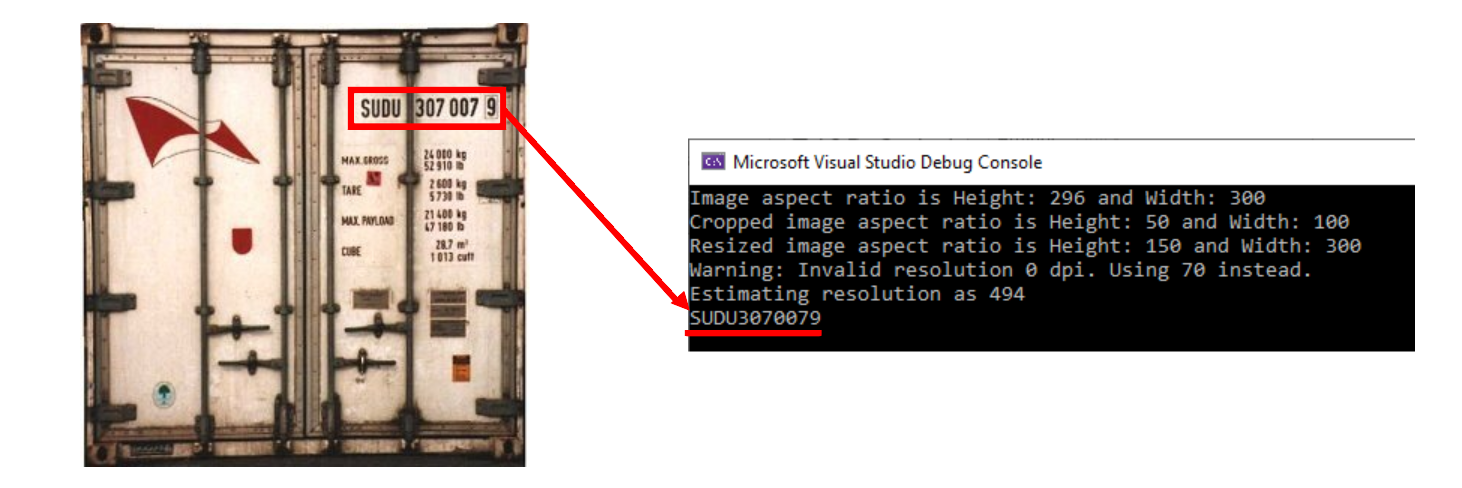 SUDU 307 007 9
MAX. GROSS 24 000 kg
52 910 lb
TARE 2 600 kg
5 730 lb
MAX. PAYLOAD 21 400 kg
47 180 lb
CUBE 28,7 m³
1 013 cuft
Microsoft Visual Studio Debug Console
Image aspect ratio is Height: 296 and Width: 300
Cropped image aspect ratio is Height: 50 and Width: 100
Resized image aspect ratio is Height: 150 and Width: 300
Warning: Invalid resolution 0 dpi. Using 70 instead.
Estimating resolution as 494
SUDU3070079